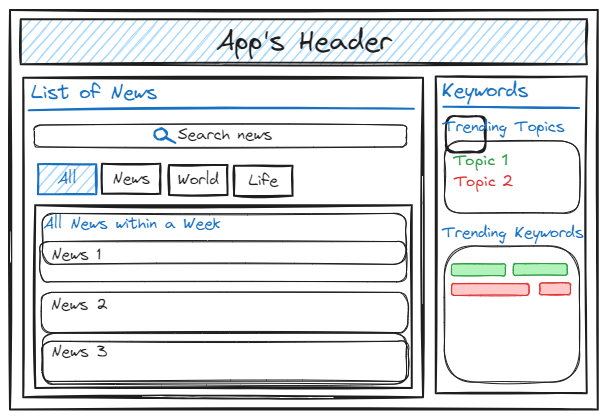 App's Header
List of News
Search news
All
News
World
Life
All News within a Week
News 1
News 2
News 3
Keywords
Trending Topics
Topic 1
Topic 2
Trending Keywords